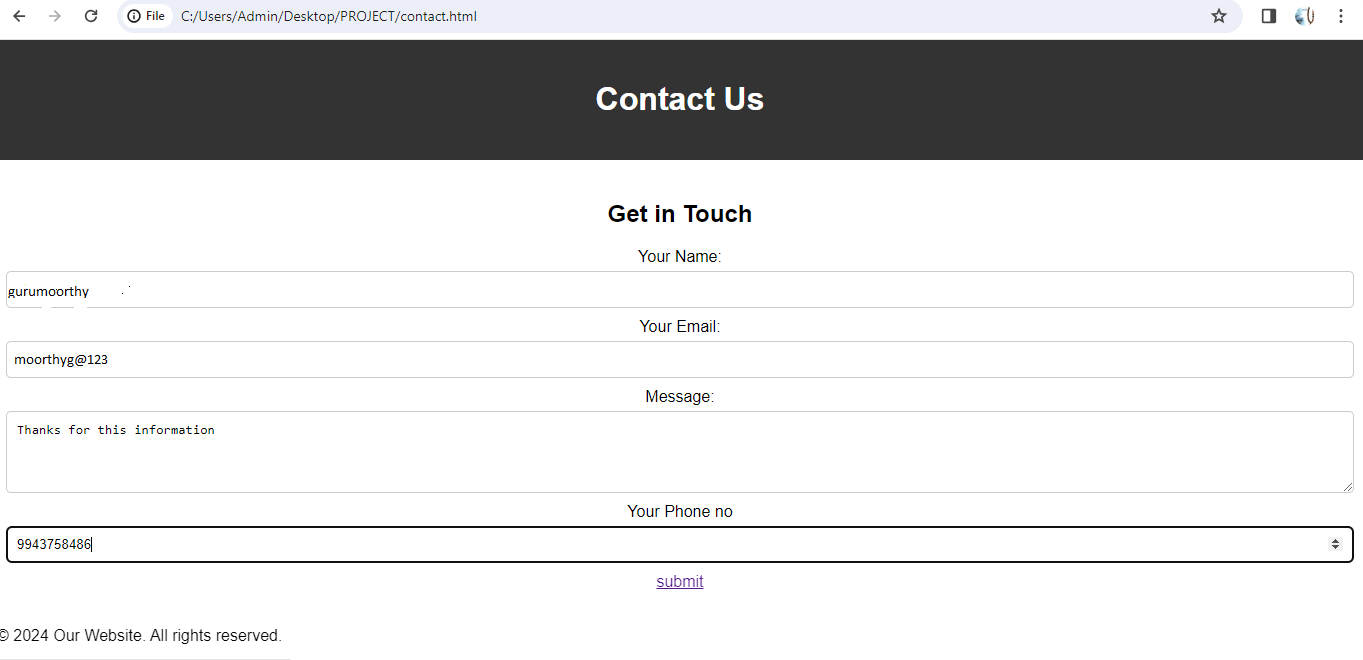 File C:/Users/Admin/Desktop/PROJECT/contact.html
Contact Us
Get in Touch
Your Name:
gurumoorthy
Your Email:
moorthyg@123
Message:
Thanks for this information
Your Phone no
9943758486
submit
© 2024 Our Website. All rights reserved.